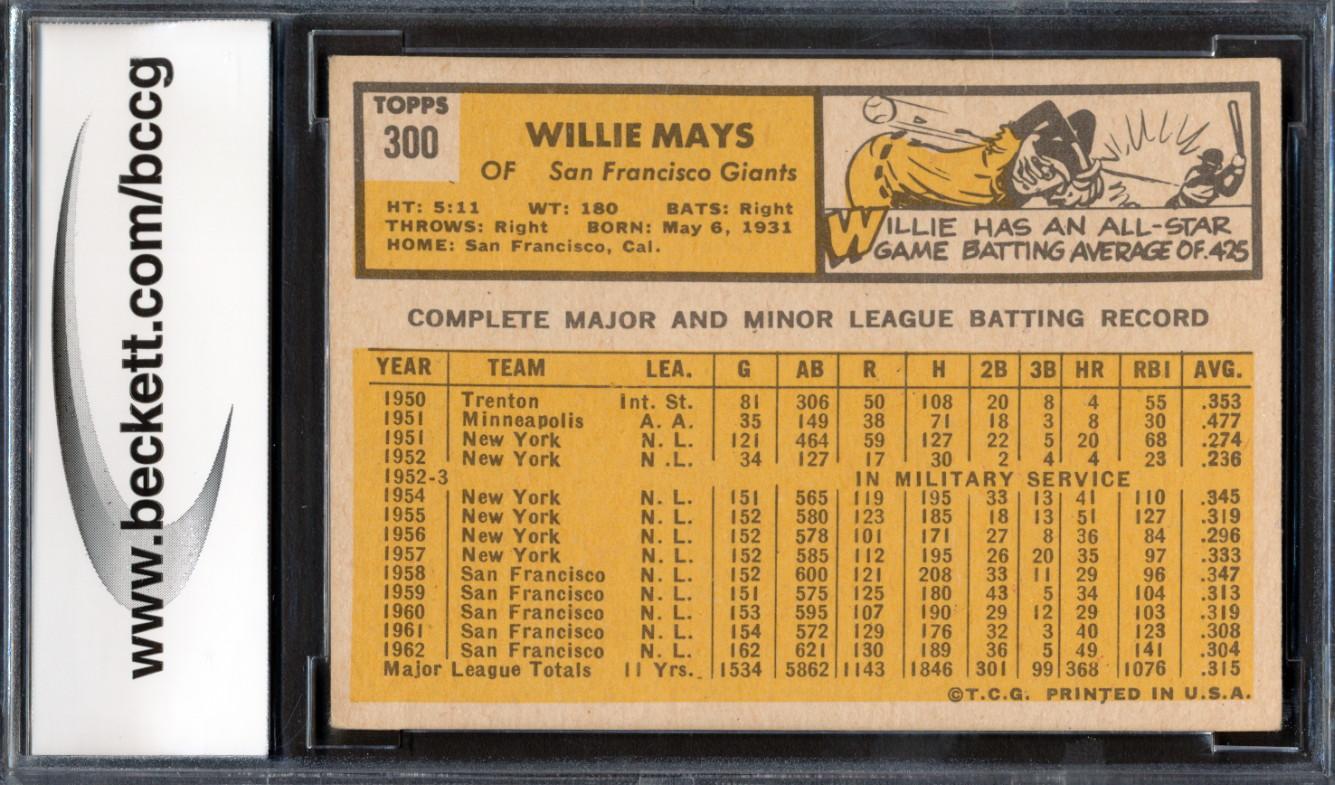 www.beckett.com/bccg
TOPPS
300
WILLIE MAYS
OF San Francisco Giants
HT: 5:11 WT: 180 BATS: Right
THROWS: Right BORN: May 6, 1931
HOME: San Francisco, Cal.
WILLIE HAS AN ALL-STAR
GAME BATTING AVERAGE OF .425
COMPLETE MAJOR AND MINOR LEAGUE BATTING RECORD
YEAR TEAM LEA. G AB R H 2B 3B HR RBI AVG.
1950 Trenton Int. St. 81 306 50 108 20 8 4 55 .353
1951 Minneapolis A. A. 35 149 38 71 18 3 8 30 .477
1951 New York N. L. 121 464 59 127 22 5 20 68 .274
1952 New York N .L. 34 127 17 30 2 4 4 23 .236
1952-3 IN MILITARY SERVICE
1954 New York N. L. 151 565 119 195 33 13 41 110 .345
1955 New York N. L. 152 580 123 185 18 13 51 127 .319
1956 New York N. L. 152 578 101 171 27 8 36 84 .296
1957 New York N. L. 152 585 112 195 26 20 35 97 .333
1958 San Francisco N. L. 152 600 121 208 33 11 29 96 .347
1959 San Francisco N. L. 151 575 125 180 43 5 34 104 .313
1960 San Francisco N. L. 153 595 107 190 29 12 29 103 .319
1961 San Francisco N. L. 154 572 129 176 32 3 40 123 .308
1962 San Francisco N. L. 162 621 130 189 36 5 49 141 .304
Major League Totals 11 Yrs. 1534 5862 1143 1846 301 99 368 1076 .315
©T.C.G. PRINTED IN U.S.A.